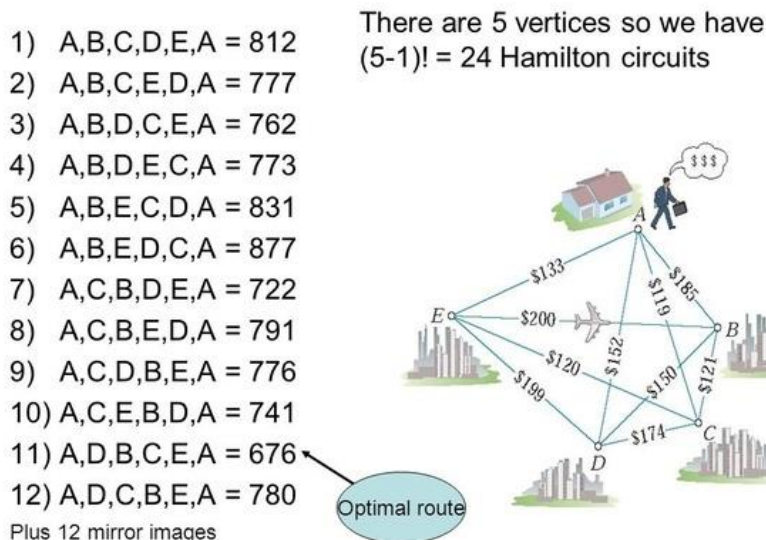 1) A,B,C,D,E,A = 812
2) A,B,C,E,D,A = 777
3) A,B,D,C,E,A = 762
4) A,B,D,E,C,A = 773
5) A,B,E,C,D,A = 831
6) A,B,E,D,C,A = 877
7) A,C,B,D,E,A = 722
8) A,C,B,E,D,A = 791
9) A,C,D,B,E,A = 776
10) A,C,E,B,D,A = 741
11) A,D,B,C,E,A = 676
12) A,D,C,B,E,A = 780
Plus 12 mirror images
Optimal route
There are 5 vertices so we have
(5-1)! = 24 Hamilton circuits
$$$
A
$133
$185
$119
E
$200
B
$152
$120
$150
$121
$199
$174
C
D